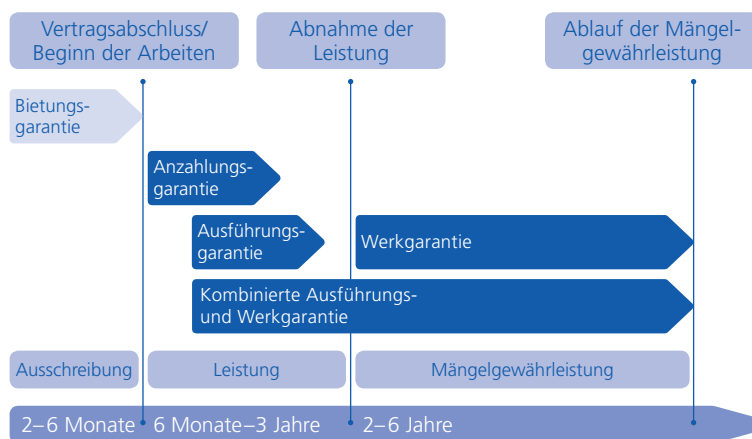 Vertragsabschluss/
Beginn der Arbeiten
Abnahme der
Leistung
Ablauf der Mängel-
gewährleistung
Bietungs-
garantie
Anzahlungs-
garantie
Ausführungs-
garantie
Werkgarantie
Kombinierte Ausführungs-
und Werkgarantie
Ausschreibung
Leistung
Mängelgewährleistung
2–6 Monate
6 Monate–3 Jahre
2–6 Jahre